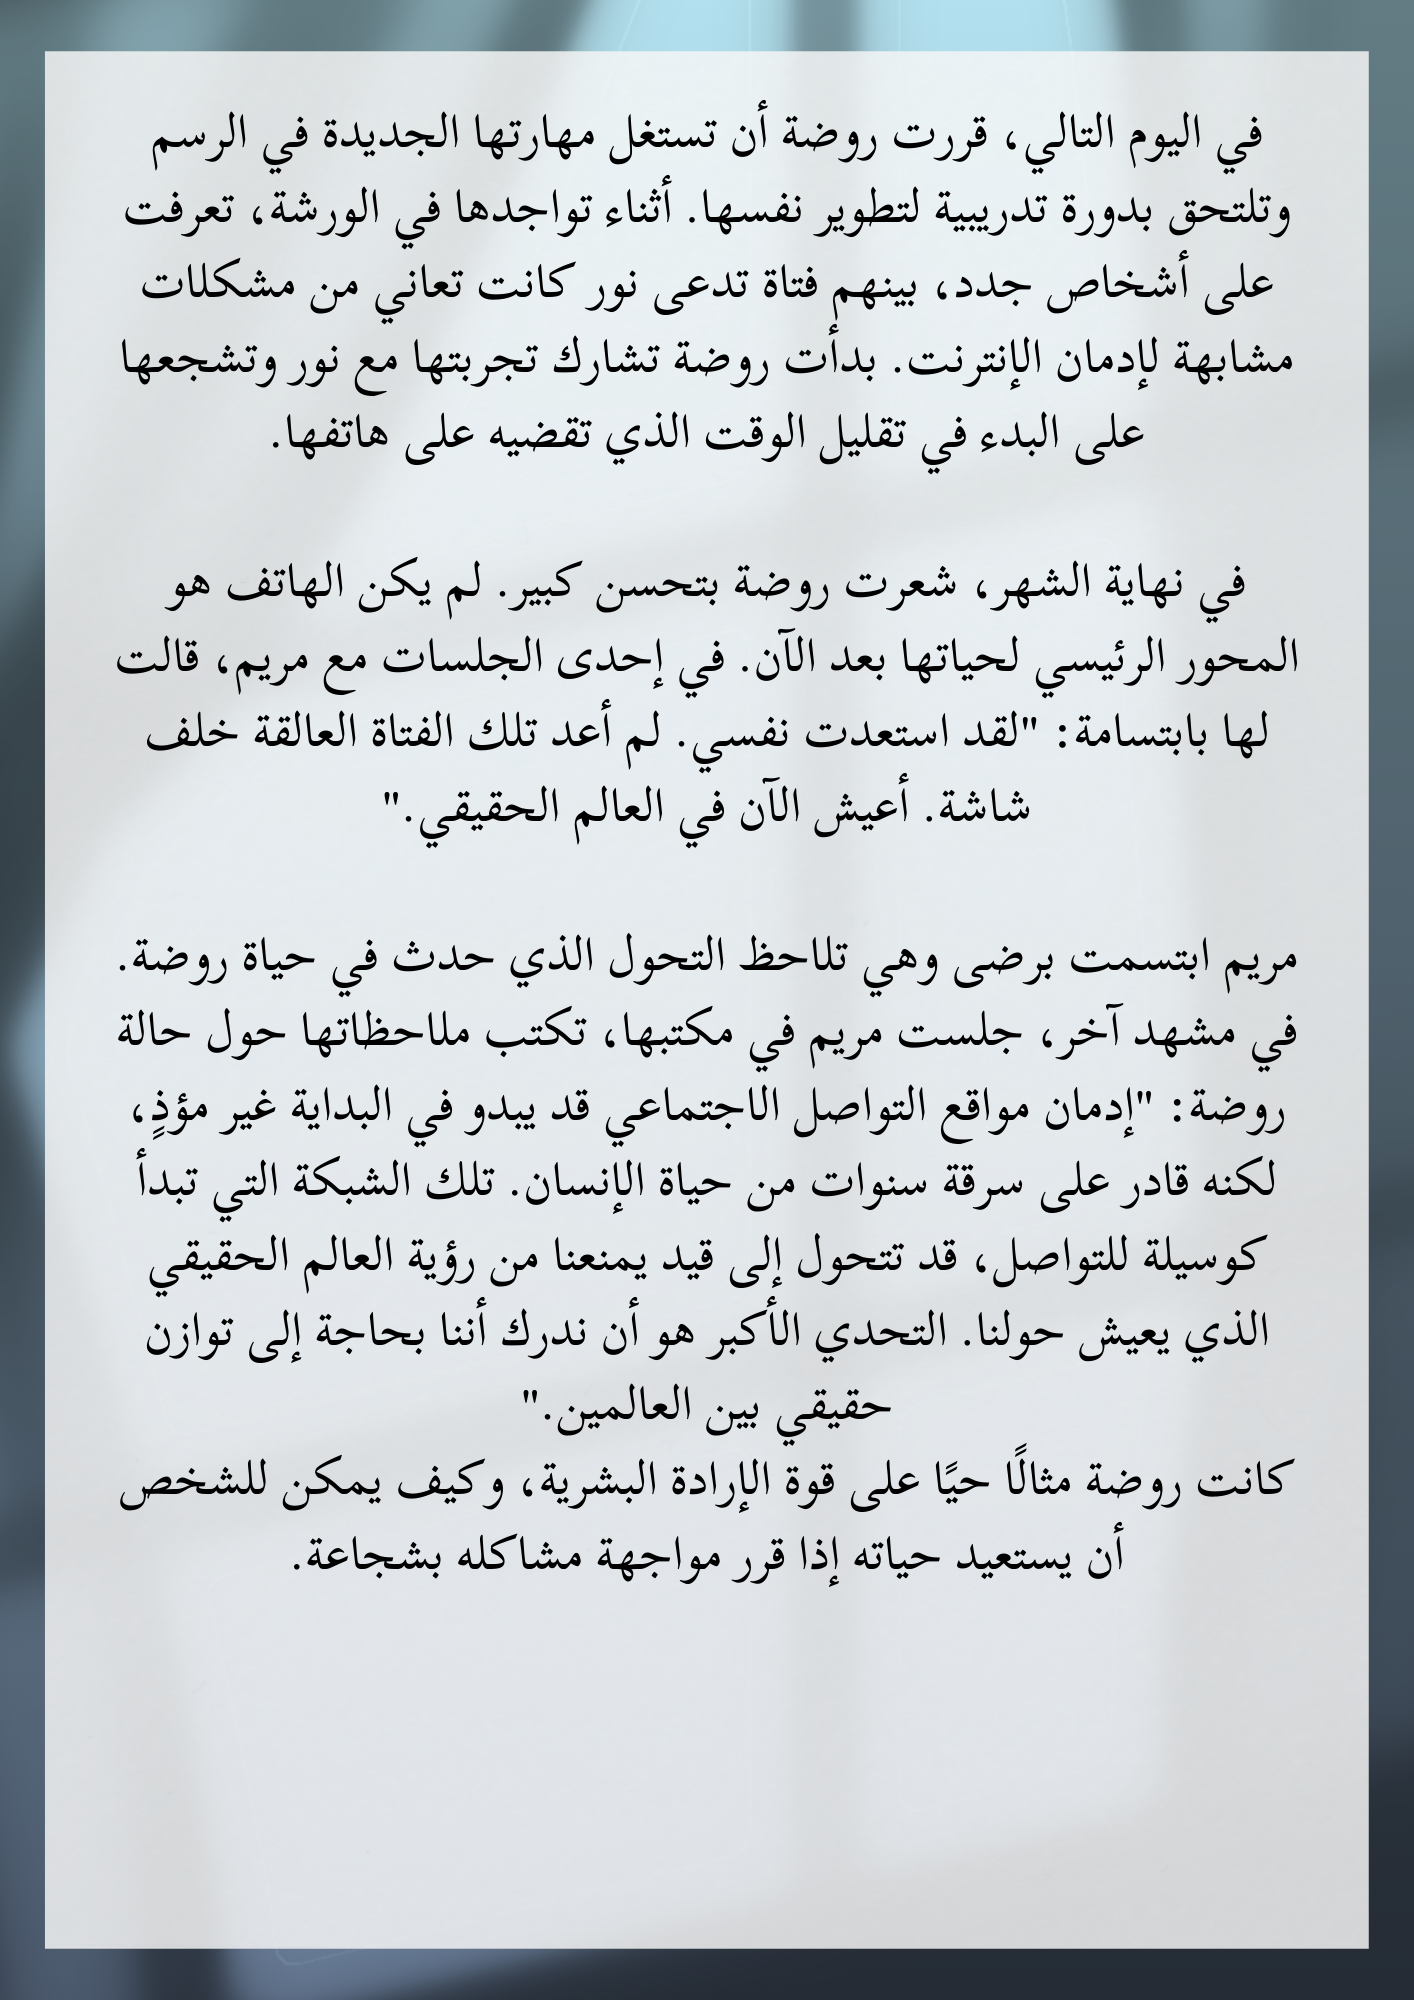 في اليوم التالي، قررت روضة أن تستغل مهارتها الجديدة في الرسم
وتلتحق بدورة تدريبية لتطوير نفسها. أثناء تواجدها في الورشة، تعرفت
على أشخاص جدد، بينهم فتاة تدعى نور كانت تعاني من مشكلات
مشابهة لإدمان الإنترنت. بدأت روضة تشارك تجربتها مع نور وتشجعها
على البدء في تقليل الوقت الذي تقضيه على هاتفها.
في نهاية الشهر، شعرت روضة بتحسن كبير. لم يكن الهاتف هو
المحور الرئيسي لحياتها بعد الآن. في إحدى الجلسات مع مريم، قالت
لها بابتسامة: "لقد استعدت نفسي. لم أعد تلك الفتاة العالقة خلف
شاشة. أعيش الآن في العالم الحقيقي."
مريم ابتسمت برضى وهي تلاحظ التحول الذي حدث في حياة روضة.
في مشهد آخر، جلست مريم في مكتبها، تكتب ملاحظاتها حول حالة
روضة: "إدمان مواقع التواصل الاجتماعي قد يبدو في البداية غير مؤذٍ،
لكنه قادر على سرقة سنوات من حياة الإنسان. تلك الشبكة التي تبدأ
كوسيلة للتواصل، قد تتحول إلى قيد يمنعنا من رؤية العالم الحقيقي
الذي يعيش حولنا. التحدي الأكبر هو أن ندرك أننا بحاجة إلى توازن
حقيقي بين العالمين."
كانت روضة مثالًا حيًا على قوة الإرادة البشرية، وكيف يمكن للشخص
أن يستعيد حياته إذا قرر مواجهة مشاكله بشجاعة.